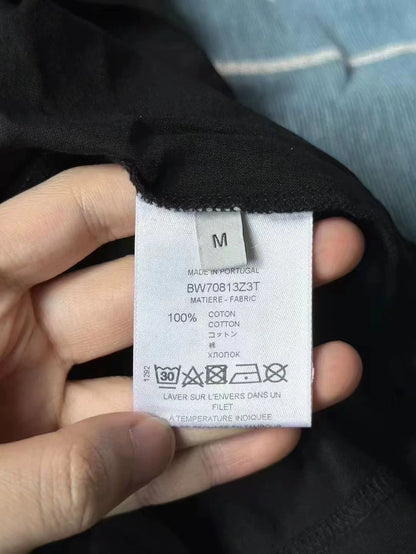 M
MADE IN PORTUGAL
BW70813Z3T
MATIERE - FABRIC
100% COTON
COTTON
コットン
棉
ХЛОПОК
1292
30
LAVER SUR L'ENVERS DANS UN
FILET
A TEMPERATURE INDIQUEE